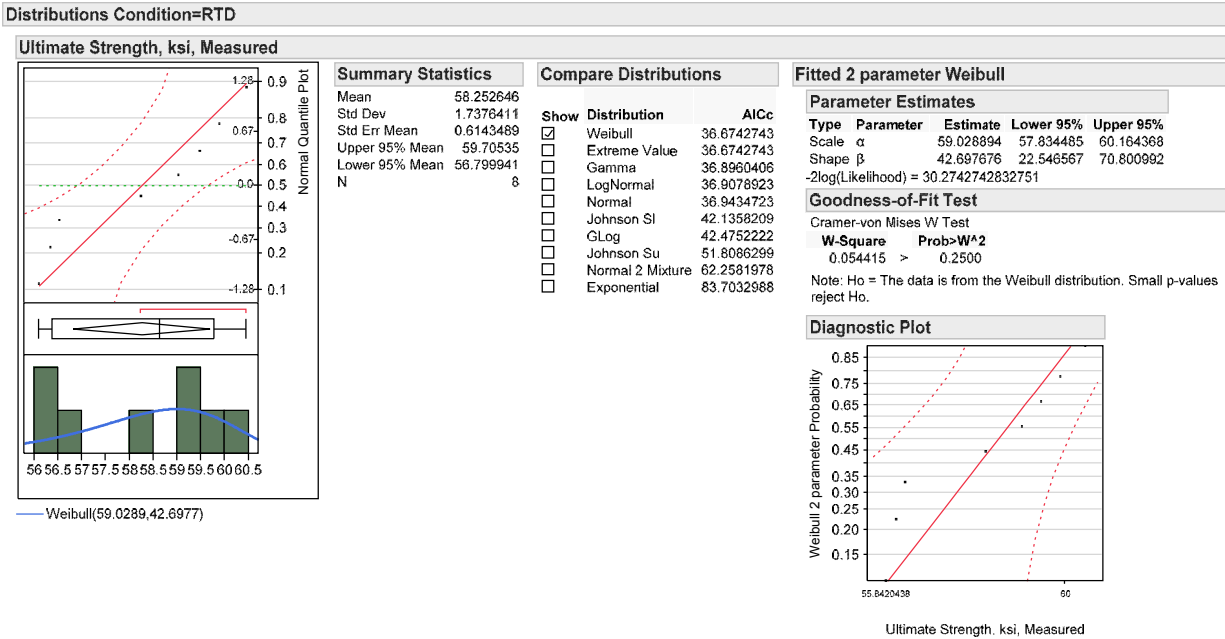 Distributions Condition=RTD
Ultimate Strength, ksi, Measured
1.28 0.9
0.8
0.67
0.7
0.6
0.0 0.5
0.4
0.3
-0.67
0.2
-1.28 0.1
Normal Quantile Plot
56 56.5 57 57.5 58 58.5 59 59.5 60 60.5
Weibull(59.0289,42.6977)
Summary Statistics
Mean 58.252646
Std Dev 1.7376411
Std Err Mean 0.6143489
Upper 95% Mean 59.70535
Lower 95% Mean 56.799941
N 8
Compare Distributions
Show Distribution AICc
Weibull 36.6742743
Extreme Value 36.6742743
Gamma 36.8960406
LogNormal 36.9078923
Normal 36.9434723
Johnson Sl 42.1358209
GLog 42.4752222
Johnson Su 51.8086299
Normal 2 Mixture 62.2581978
Exponential 83.7032988
Fitted 2 parameter Weibull
Parameter Estimates
Type Parameter Estimate Lower 95% Upper 95%
Scale α 59.028894 57.834485 60.164368
Shape β 42.697676 22.546567 70.800992
-2log(Likelihood) = 30.2742742832751
Goodness-of-Fit Test
Cramer-von Mises W Test
W-Square Prob>W^2
0.054415 > 0.2500
Note: Ho = The data is from the Weibull distribution. Small p-values
reject Ho.
Diagnostic Plot
Weibull 2 parameter Probability
0.85
0.75
0.65
0.55
0.45
0.35
0.30
0.25
0.20
0.15
55.8420438 60
Ultimate Strength, ksi, Measured